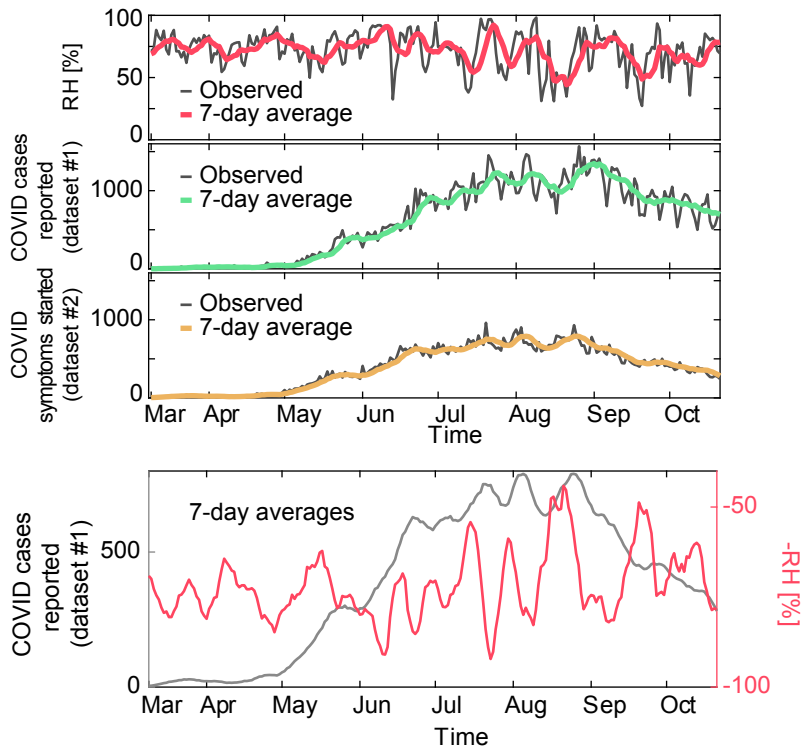 100
50
0
RH [%]
Observed
7-day average
1000
0
COVID cases
reported
(dataset #1)
Observed
7-day average
1000
0
COVID
symptoms started
(dataset #2)
Observed
7-day average
Mar Apr May Jun Jul Aug Sep Oct
Time
500
0
COVID cases
reported
(dataset #1)
7-day averages
-50
-100
-RH [%]
Mar Apr May Jun Jul Aug Sep Oct
Time